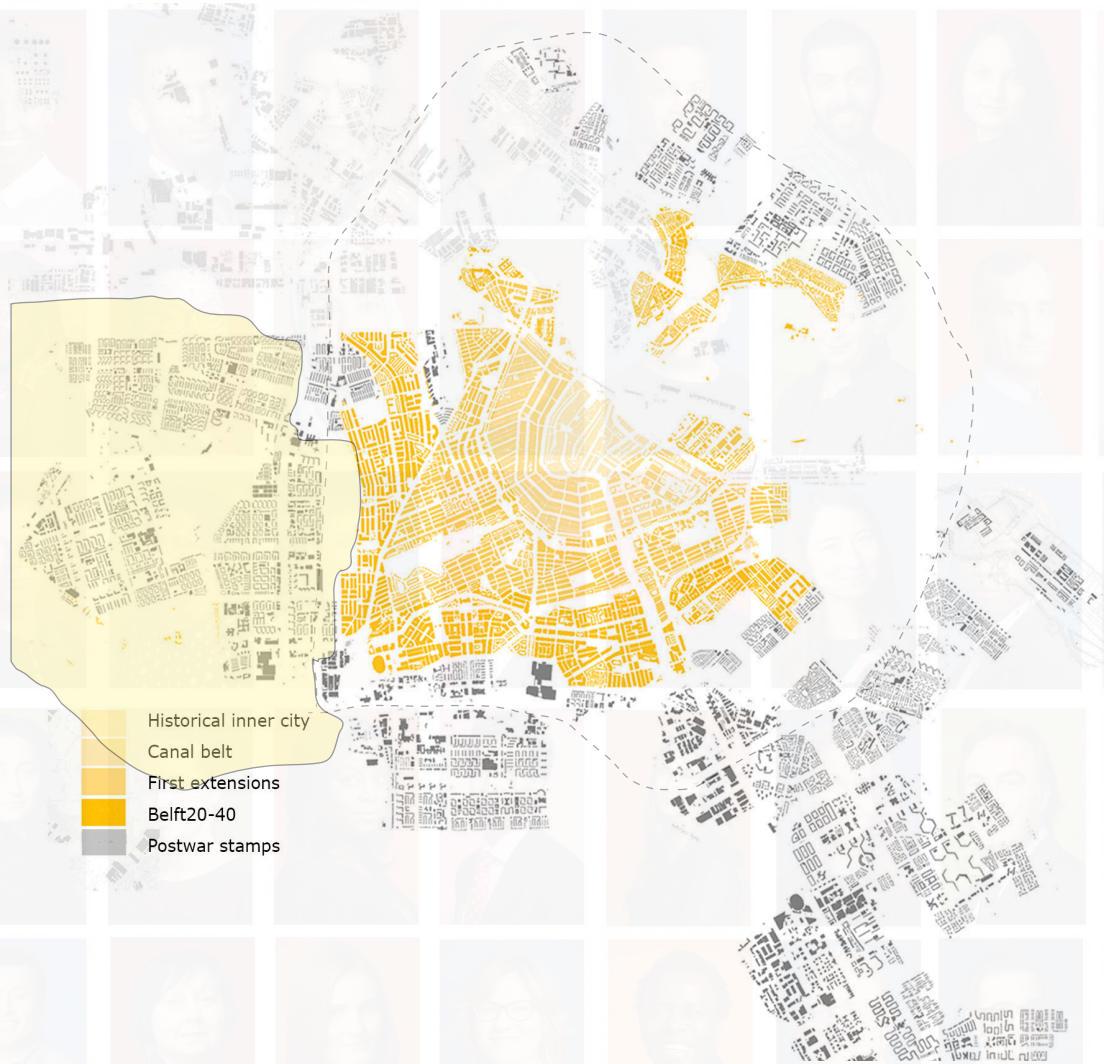 Historical inner city
Canal belt
First extensions
Belft20-40
Postwar stamps